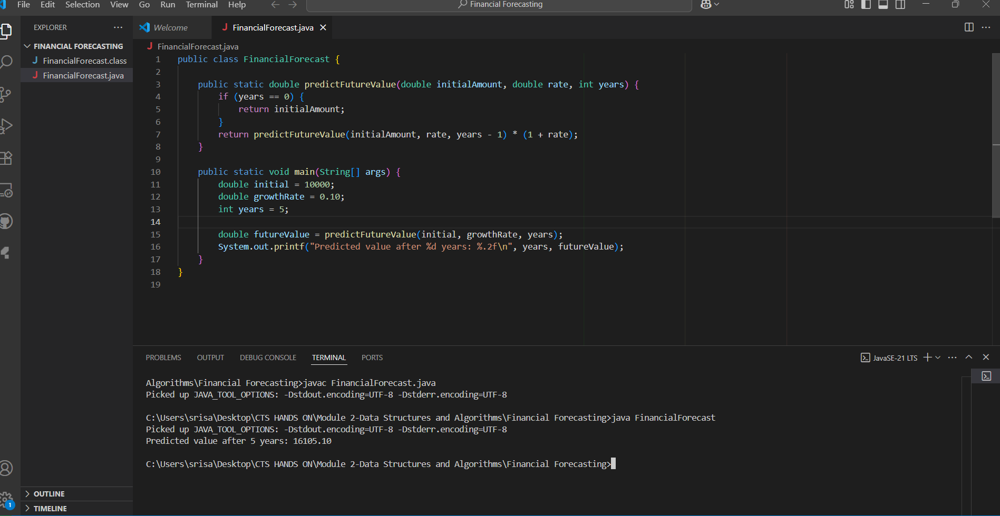 File Edit Selection View Go Run Terminal Help
Financial Forecasting
EXPLORER
FINANCIAL FORECASTING
J FinancialForecast.class
J FinancialForecast.java
OUTLINE
TIMELINE
1
Welcome
J FinancialForecast.java
J FinancialForecast.java
1 public class FinancialForecast {
2
3     public static double predictFutureValue(double initialAmount, double rate, int years) {
4         if (years == 0) {
5             return initialAmount;
6         }
7         return predictFutureValue(initialAmount, rate, years - 1) * (1 + rate);
8     }
9
10     public static void main(String[] args) {
11         double initial = 10000;
12         double growthRate = 0.10;
13         int years = 5;
14
15         double futureValue = predictFutureValue(initial, growthRate, years);
16         System.out.printf("Predicted value after %d years: %.2f\n", years, futureValue);
17     }
18 }
19
PROBLEMS OUTPUT DEBUG CONSOLE TERMINAL PORTS
JavaSE-21 LTS
Algorithms\Financial Forecasting>javac FinancialForecast.java
Picked up JAVA_TOOL_OPTIONS: -Dstdout.encoding=UTF-8 -Dstderr.encoding=UTF-8
C:\Users\srisa\Desktop\CTS HANDS ON\Module 2-Data Structures and Algorithms\Financial Forecasting>java FinancialForecast
Picked up JAVA_TOOL_OPTIONS: -Dstdout.encoding=UTF-8 -Dstderr.encoding=UTF-8
Predicted value after 5 years: 16105.10
C:\Users\srisa\Desktop\CTS HANDS ON\Module 2-Data Structures and Algorithms\Financial Forecasting>